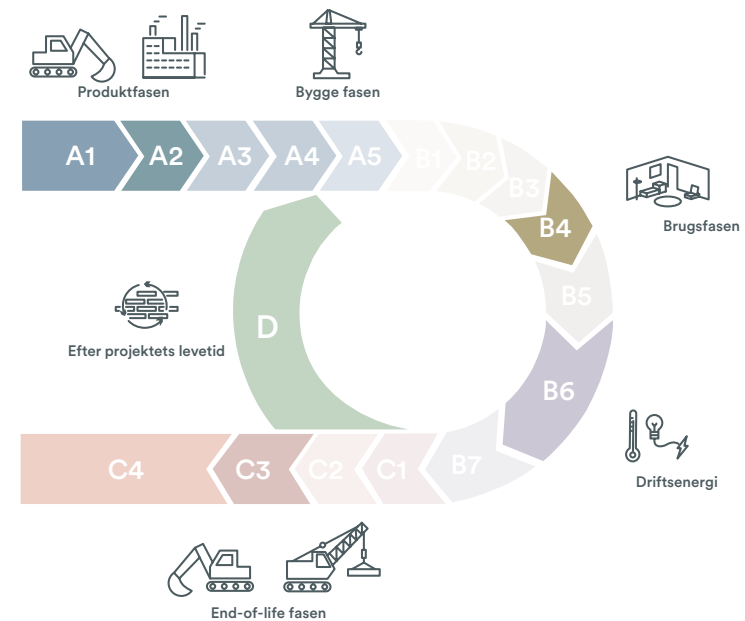 Produktfasen
Bygge fasen
A1 A2 A3 A4 A5 B1 B2 B3 B4 B5 B6 B7
Brugsfasen
D
Efter projektets levetid
C4 C3 C2 C1
Driftsenergi
End-of-life fasen